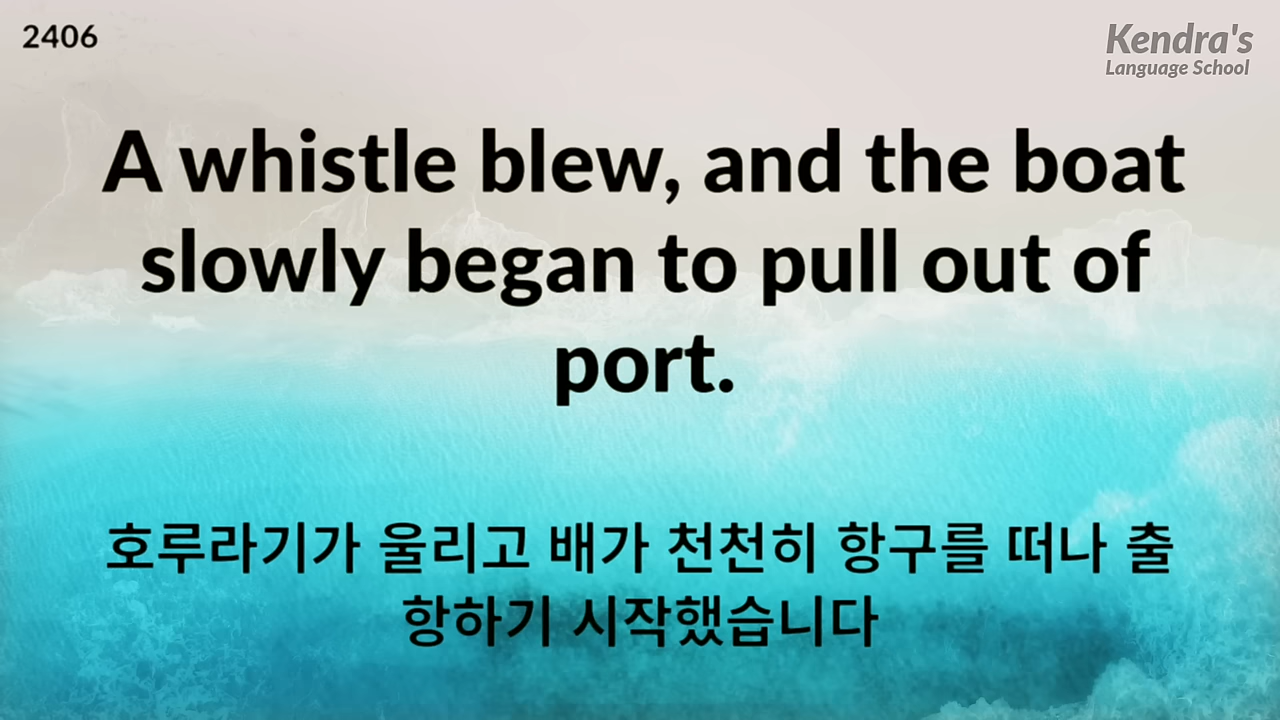 2406
Kendra's
Language School
A whistle blew, and the boat
slowly began to pull out of
port.
호루라기가 울리고 배가 천천히 항구를 떠나 출
항하기 시작했습니다